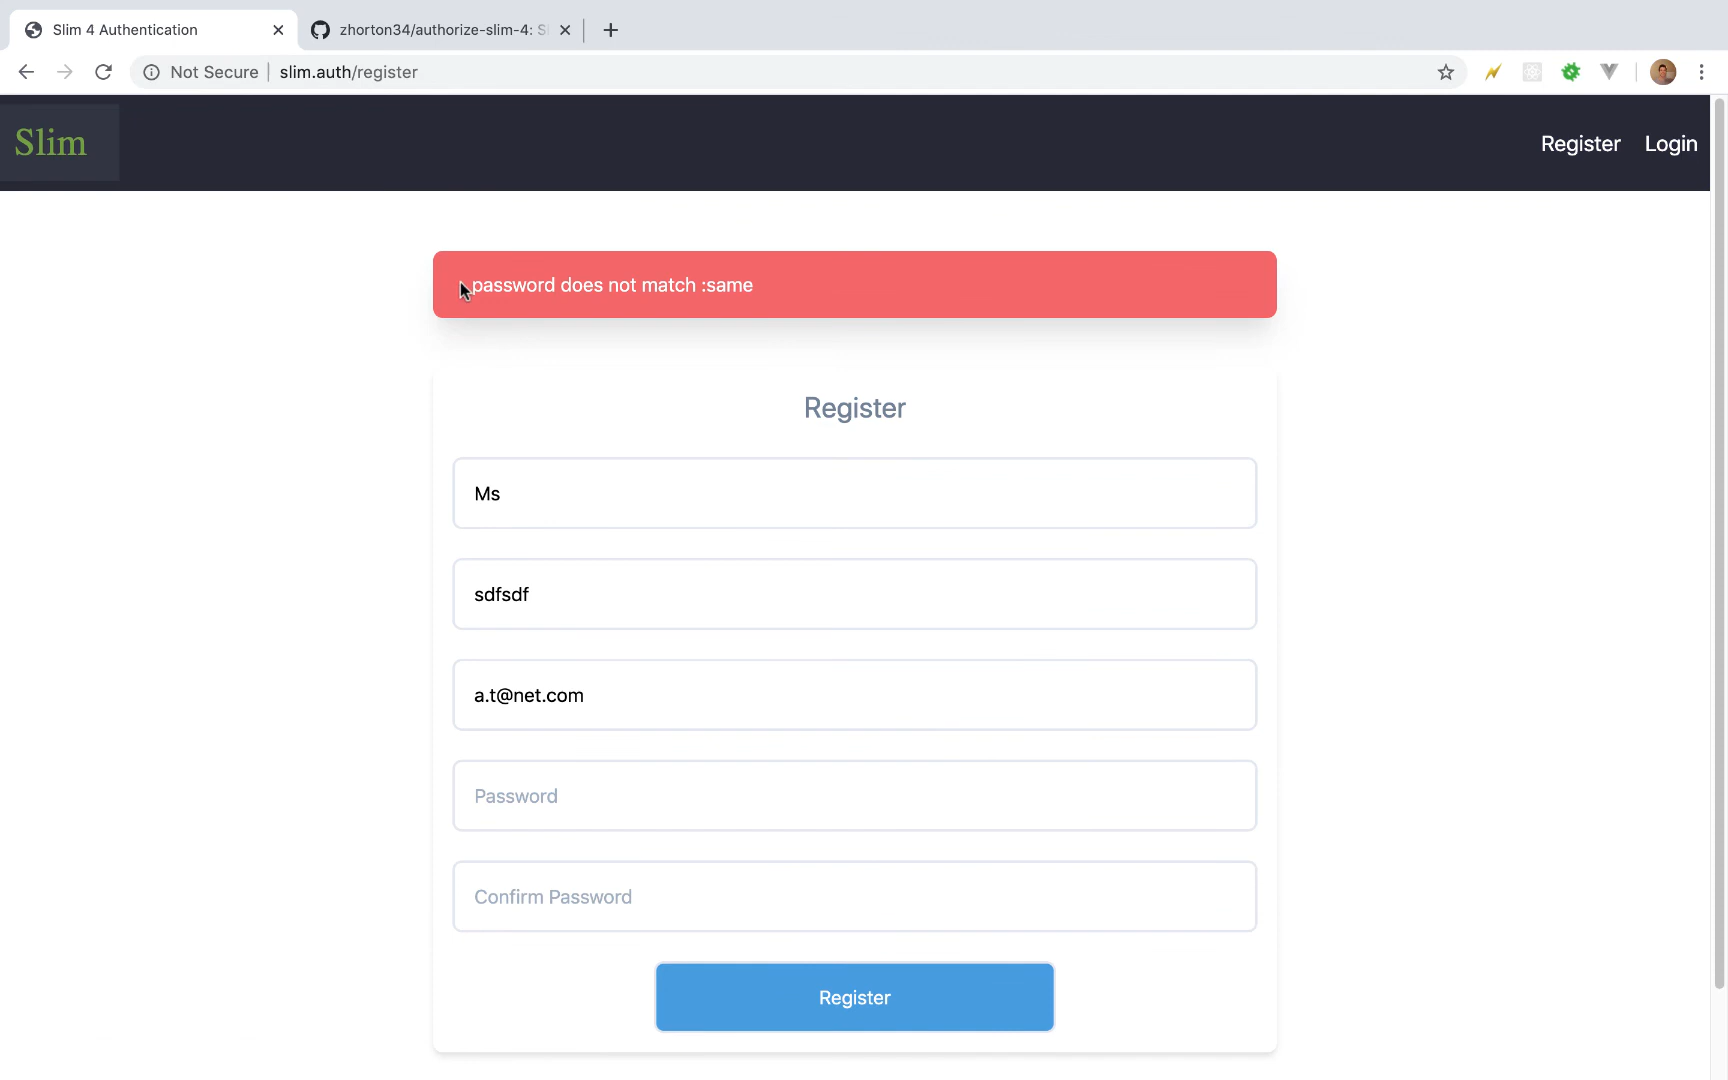 Slim 4 Authentication
zhorton34/authorize-slim-4: S
Not Secure
slim.auth/register
Slim
Register
Login
password does not match :same
Register
Ms
sdfsdf
a.t@net.com
Password
Confirm Password
Register